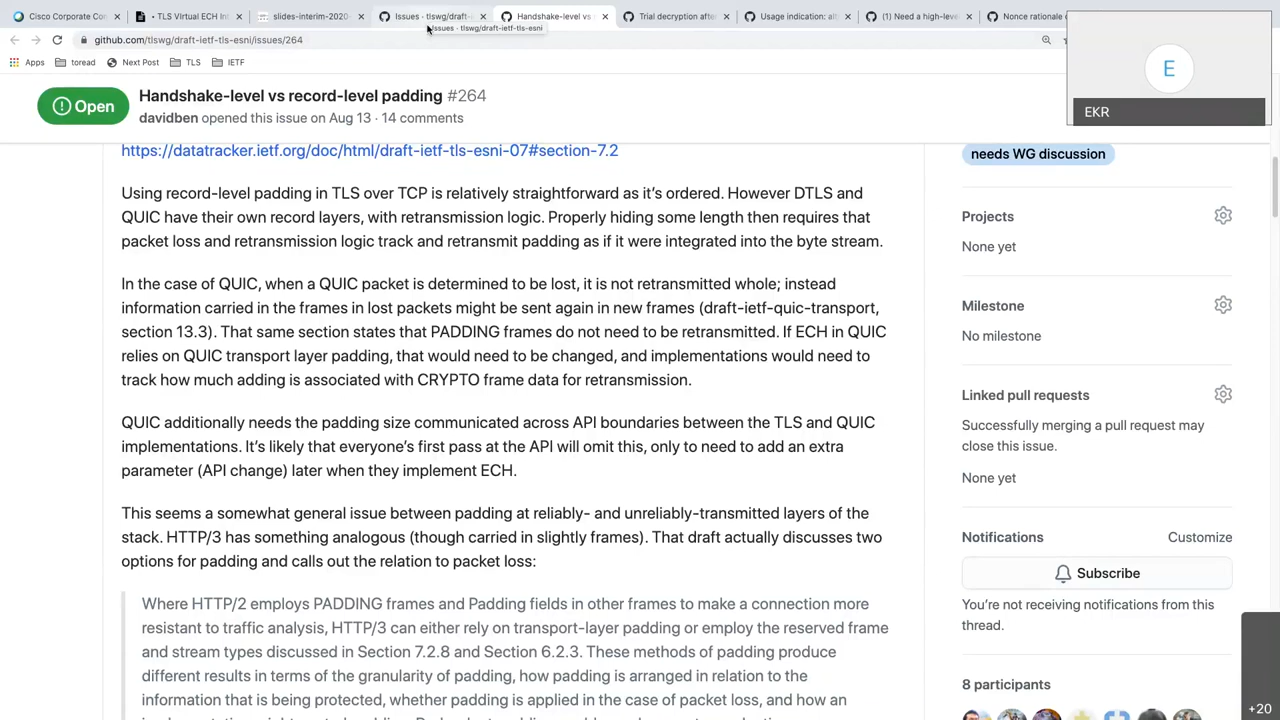 Cisco Corporate Con
• TLS Virtual ECH Int
slides-interim-2020-
Issues · tlswg/draft-
Handshake-level vs
Trial decryption after
Usage indication: alt
(1) Need a high-level
Nonce rationale
github.com/tlswg/draft-ietf-tls-esni/issues/264
Issues · tlswg/draft-ietf-tls-esni
Apps
toread
Next Post
TLS
IETF
E
EKR
Open
Handshake-level vs record-level padding #264
davidben opened this issue on Aug 13 · 14 comments
https://datatracker.ietf.org/doc/html/draft-ietf-tls-esni-07#section-7.2
Using record-level padding in TLS over TCP is relatively straightforward as it's ordered. However DTLS and
QUIC have their own record layers, with retransmission logic. Properly hiding some length then requires that
packet loss and retransmission logic track and retransmit padding as if it were integrated into the byte stream.
In the case of QUIC, when a QUIC packet is determined to be lost, it is not retransmitted whole; instead
information carried in the frames in lost packets might be sent again in new frames (draft-ietf-quic-transport,
section 13.3). That same section states that PADDING frames do not need to be retransmitted. If ECH in QUIC
relies on QUIC transport layer padding, that would need to be changed, and implementations would need to
track how much adding is associated with CRYPTO frame data for retransmission.
QUIC additionally needs the padding size communicated across API boundaries between the TLS and QUIC
implementations. It's likely that everyone's first pass at the API will omit this, only to need to add an extra
parameter (API change) later when they implement ECH.
This seems a somewhat general issue between padding at reliably- and unreliably-transmitted layers of the
stack. HTTP/3 has something analogous (though carried in slightly frames). That draft actually discusses two
options for padding and calls out the relation to packet loss:
Where HTTP/2 employs PADDING frames and Padding fields in other frames to make a connection more
resistant to traffic analysis, HTTP/3 can either rely on transport-layer padding or employ the reserved frame
and stream types discussed in Section 7.2.8 and Section 6.2.3. These methods of padding produce
different results in terms of the granularity of padding, how padding is arranged in relation to the
information that is being protected, whether padding is applied in the case of packet loss, and how an
needs WG discussion
Projects
None yet
Milestone
No milestone
Linked pull requests
Successfully merging a pull request may
close this issue.
None yet
Notifications
Customize
Subscribe
You're not receiving notifications from this
thread.
8 participants
+20